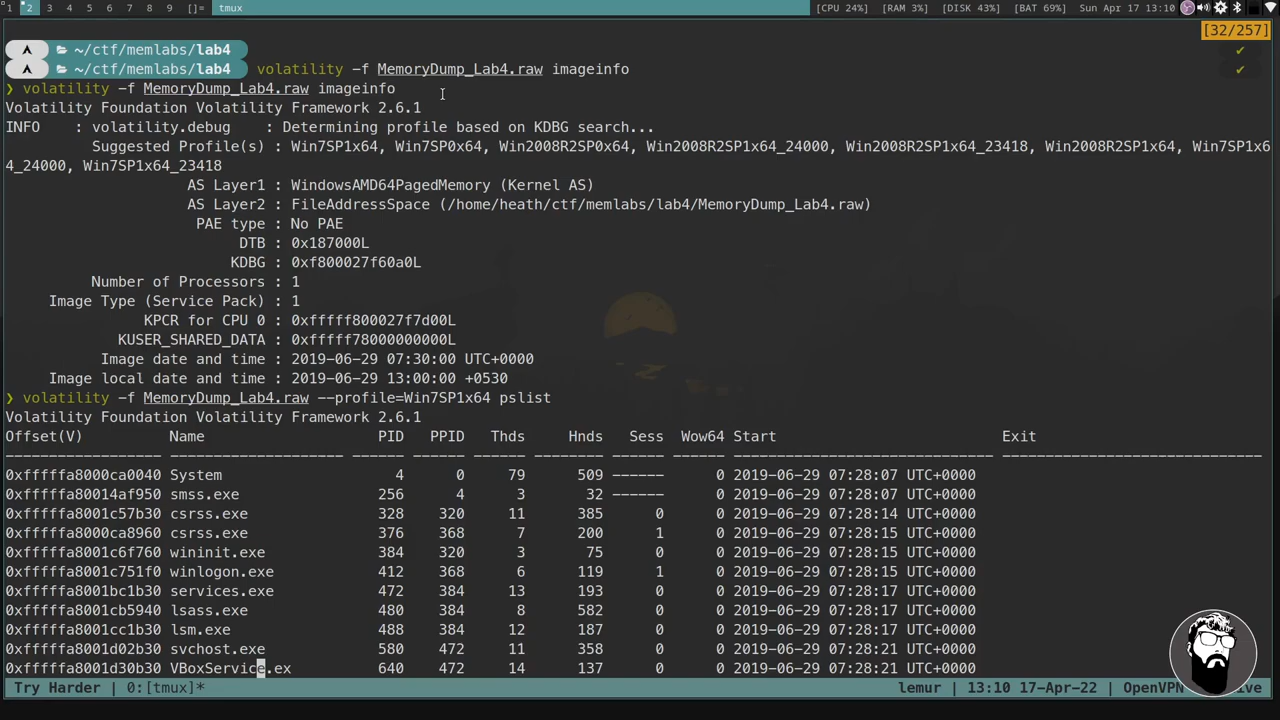 1 2 3 4 5 6 7 8 9 []= tmux [CPU 24%] [RAM 3%] [DISK 43%] [BAT 69%] Sun Apr 17 13:10
[32/257]
~/ctf/memlabs/lab4 ✔
~/ctf/memlabs/lab4 volatility -f MemoryDump_Lab4.raw imageinfo ✔
❯ volatility -f MemoryDump_Lab4.raw imageinfo
Volatility Foundation Volatility Framework 2.6.1
INFO : volatility.debug : Determining profile based on KDBG search...
Suggested Profile(s) : Win7SP1x64, Win7SP0x64, Win2008R2SP0x64, Win2008R2SP1x64_24000, Win2008R2SP1x64_23418, Win2008R2SP1x64, Win7SP1x6
4_24000, Win7SP1x64_23418
AS Layer1 : WindowsAMD64PagedMemory (Kernel AS)
AS Layer2 : FileAddressSpace (/home/heath/ctf/memlabs/lab4/MemoryDump_Lab4.raw)
PAE type : No PAE
DTB : 0x187000L
KDBG : 0xf800027f60a0L
Number of Processors : 1
Image Type (Service Pack) : 1
KPCR for CPU 0 : 0xfffff800027f7d00L
KUSER_SHARED_DATA : 0xfffff78000000000L
Image date and time : 2019-06-29 07:30:00 UTC+0000
Image local date and time : 2019-06-29 13:00:00 +0530
❯ volatility -f MemoryDump_Lab4.raw --profile=Win7SP1x64 pslist
Volatility Foundation Volatility Framework 2.6.1
Offset(V) Name PID PPID Thds Hnds Sess Wow64 Start Exit
------------------ -------------------- ------ ------ ------ -------- ------ ------ ------------------------------ ------------------------------
0xfffffa8000ca0040 System 4 0 79 509 ------ 0 2019-06-29 07:28:07 UTC+0000
0xfffffa80014af950 smss.exe 256 4 3 32 ------ 0 2019-06-29 07:28:07 UTC+0000
0xfffffa8001c57b30 csrss.exe 328 320 11 385 0 0 2019-06-29 07:28:14 UTC+0000
0xfffffa8000ca8960 csrss.exe 376 368 7 200 1 0 2019-06-29 07:28:15 UTC+0000
0xfffffa8001c6f760 wininit.exe 384 320 3 75 0 0 2019-06-29 07:28:15 UTC+0000
0xfffffa8001c751f0 winlogon.exe 412 368 6 119 1 0 2019-06-29 07:28:15 UTC+0000
0xfffffa8001bc1b30 services.exe 472 384 13 193 0 0 2019-06-29 07:28:17 UTC+0000
0xfffffa8001cb5940 lsass.exe 480 384 8 582 0 0 2019-06-29 07:28:17 UTC+0000
0xfffffa8001cc1b30 lsm.exe 488 384 12 187 0 0 2019-06-29 07:28:17 UTC+0000
0xfffffa8001d02b30 svchost.exe 580 472 11 358 0 0 2019-06-29 07:28:21 UTC+0000
0xfffffa8001d30b30 VBoxService.ex 640 472 14 137 0 0 2019-06-29 07:28:21 UTC+0000
Try Harder | 0:[tmux]* lemur | 13:10 17-Apr-22 | OpenVPN